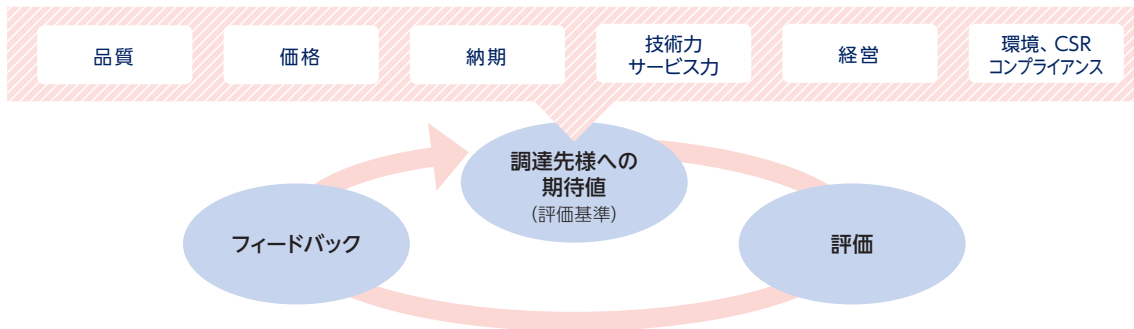 品質
価格
納期
技術力
サービス力
経営
環境、CSR
コンプライアンス
調達先様への
期待値
(評価基準)
フィードバック
評価